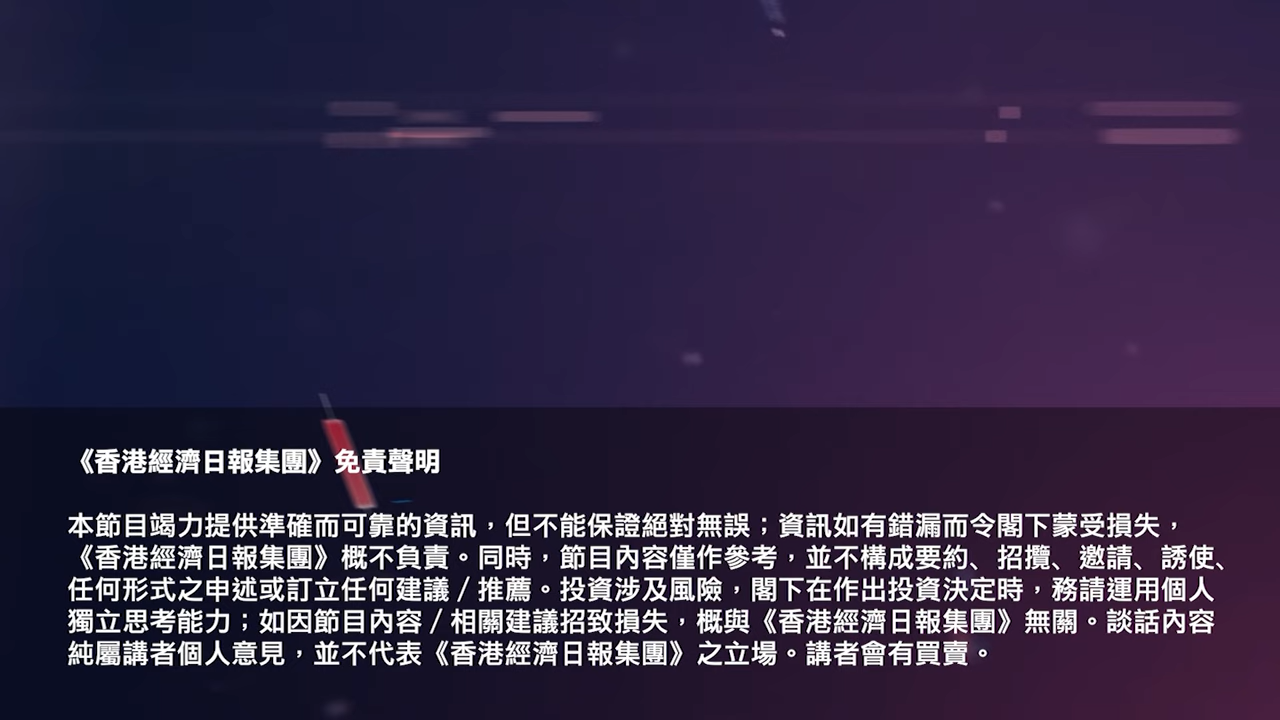 《香港經濟日報集團》免責聲明
本節目竭力提供準確而可靠的資訊，但不能保證絕對無誤；資訊如有錯漏而令閣下蒙受損失，
《香港經濟日報集團》概不負責。同時，節目內容僅作參考，並不構成要約、招攬、邀請、誘使、
任何形式之申述或訂立任何建議／推薦。投資涉及風險，閣下在作出投資決定時，務請運用個人
獨立思考能力；如因節目內容／相關建議招致損失，概與《香港經濟日報集團》無關。談話內容
純屬講者個人意見，並不代表《香港經濟日報集團》之立場。講者會有買賣。